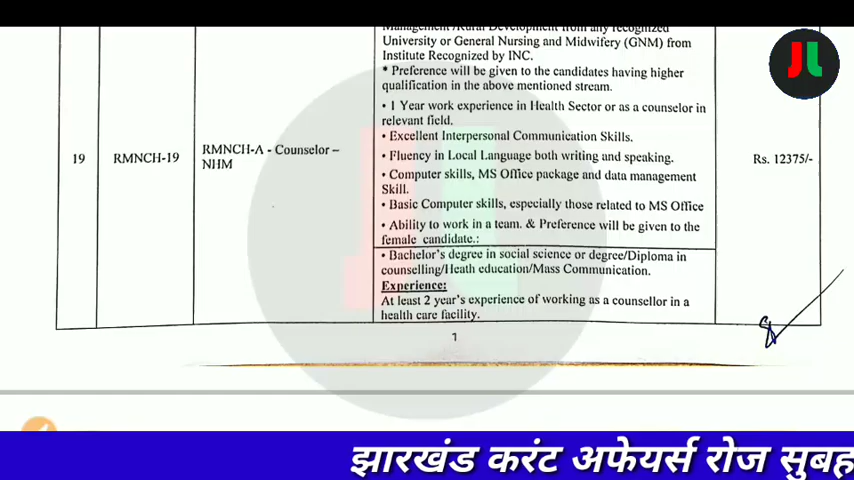 Management/Rural Development from any recognized
University or General Nursing and Midwifery (GNM) from
Institute Recognized by INC.
* Preference will be given to the candidates having higher
qualification in the above mentioned stream.
• 1 Year work experience in Health Sector or as a counselor in
relevant field.
• Excellent Interpersonal Communication Skills.
19
RMNCH-19
RMNCH-A - Counselor –
NHM
• Fluency in Local Language both writing and speaking.
Rs. 12375/-
• Computer skills, MS Office package and data management
Skill.
• Basic Computer skills, especially those related to MS Office
• Ability to work in a team. & Preference will be given to the
female candidate.:
• Bachelor's degree in social science or degree/Diploma in
counselling/Heath education/Mass Communication.
Experience:
At least 2 year's experience of working as a counsellor in a
health care facility.
1
JL
झारखंड करंट अफेयर्स रोज सुबह